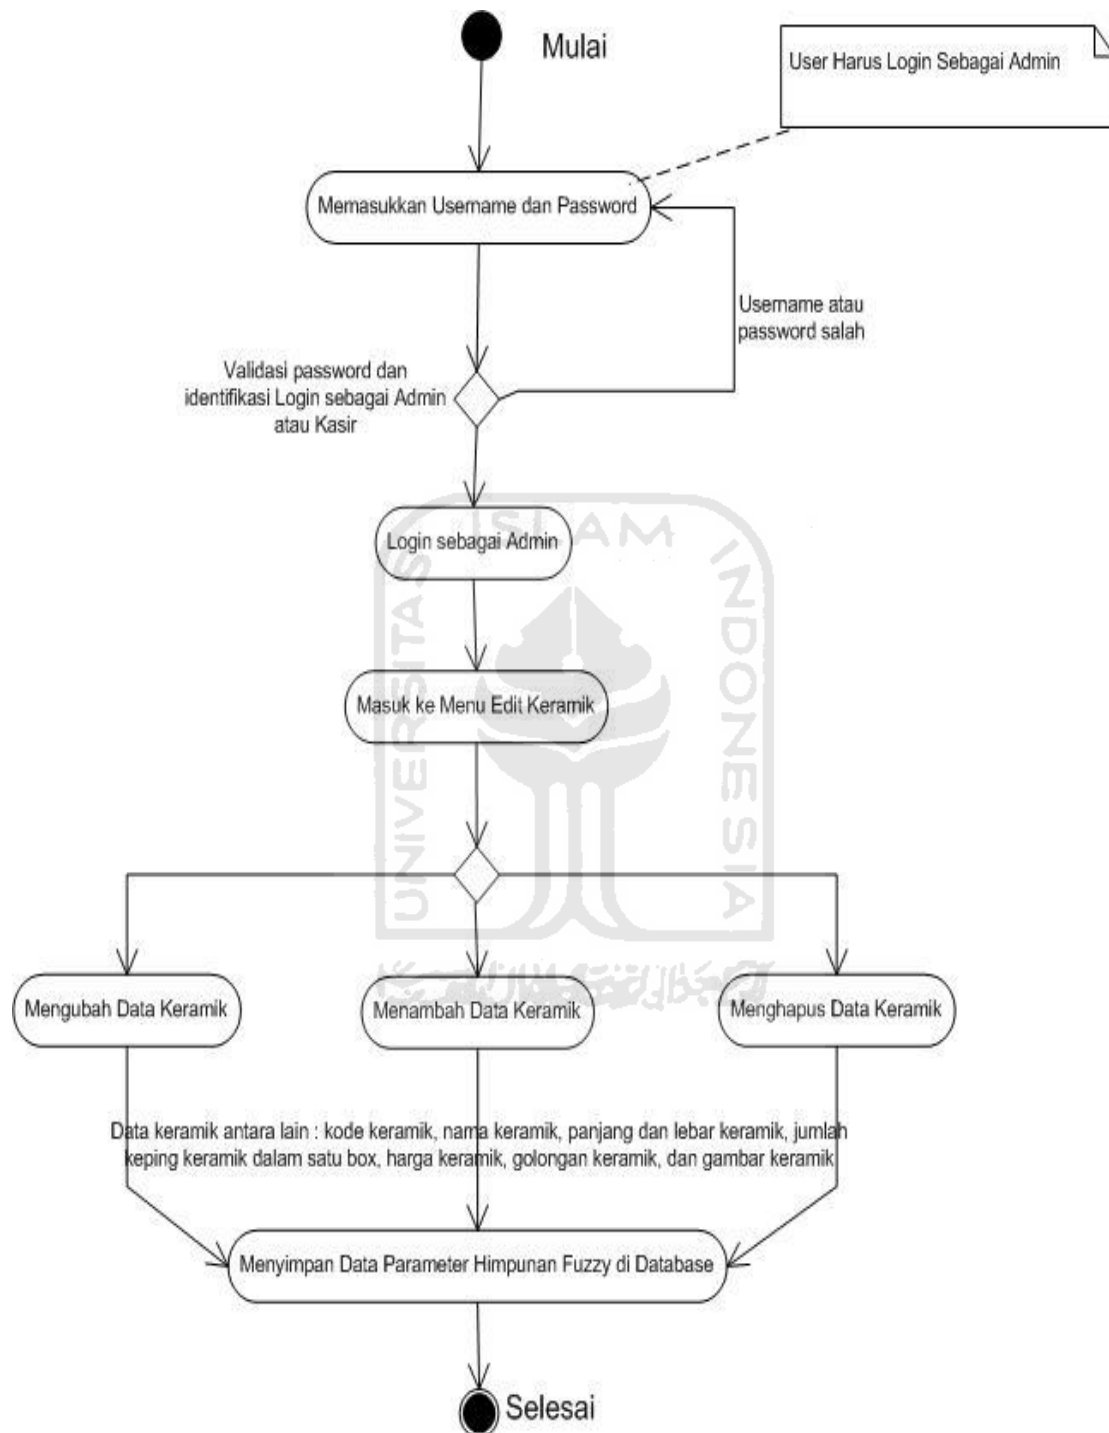 Mulai
User Harus Login Sebagai Admin
Memasukkan Username dan Password
Username atau
password salah
Validasi password dan
identifikasi Login sebagai Admin
atau Kasir
Login sebagai Admin
Masuk ke Menu Edit Keramik
UNIVERSITAS ISLAM INDONESIA
Mengubah Data Keramik
Menambah Data Keramik
Menghapus Data Keramik
Data keramik antara lain : kode keramik, nama keramik, panjang dan lebar keramik, jumlah
keping keramik dalam satu box, harga keramik, golongan keramik, dan gambar keramik
Menyimpan Data Parameter Himpunan Fuzzy di Database
Selesai